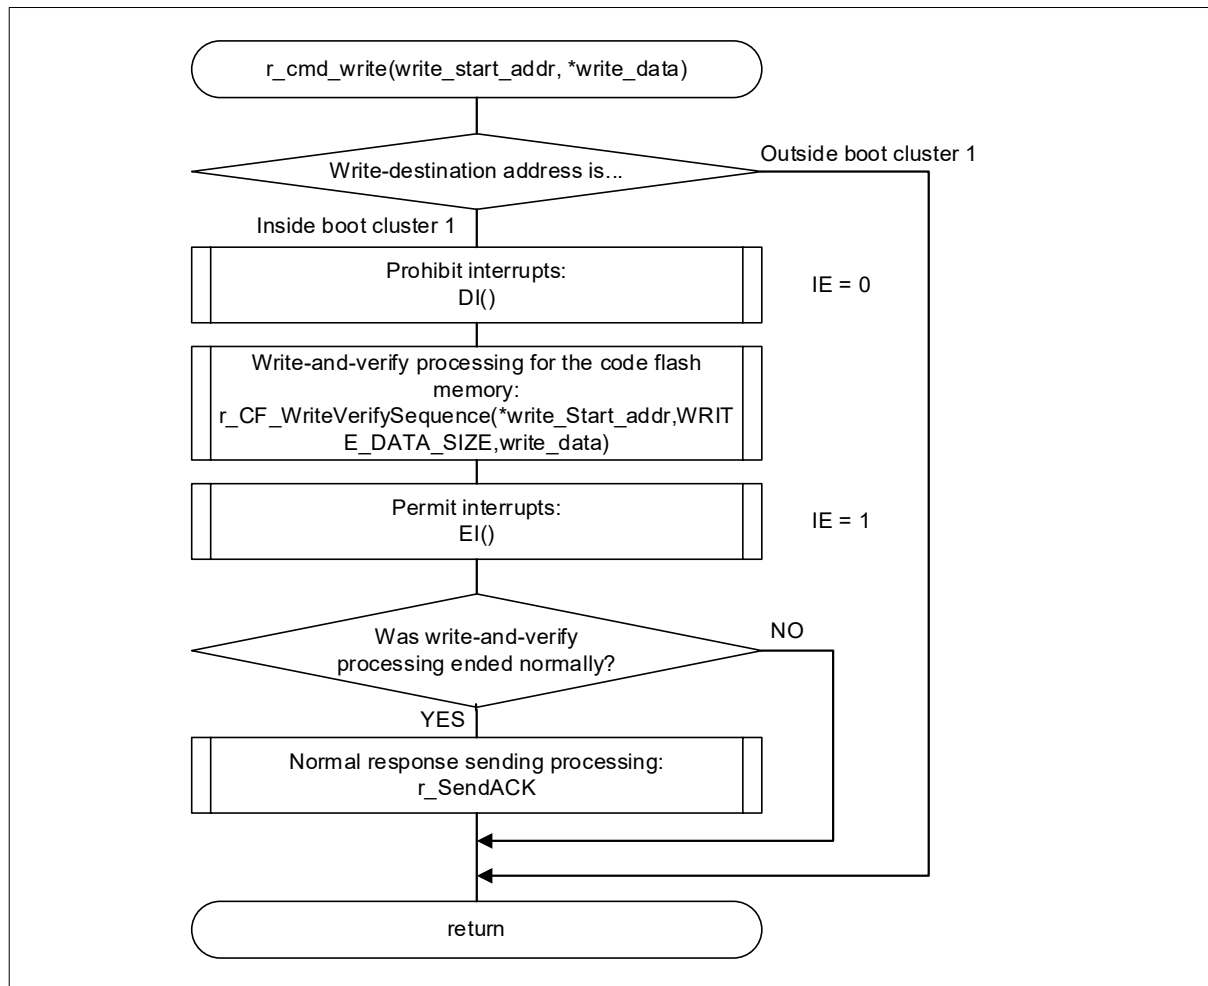 r_cmd_write(write_start_addr, *write_data)
Outside boot cluster 1
Write-destination address is...
Inside boot cluster 1
Prohibit interrupts:
DI()
IE = 0
Write-and-verify processing for the code flash
memory:
r_CF_WriteVerifySequence(*write_Start_addr,WRIT
E_DATA_SIZE,write_data)
Permit interrupts:
EI()
IE = 1
Was write-and-verify
processing ended normally?
NO
YES
Normal response sending processing:
r_SendACK
return